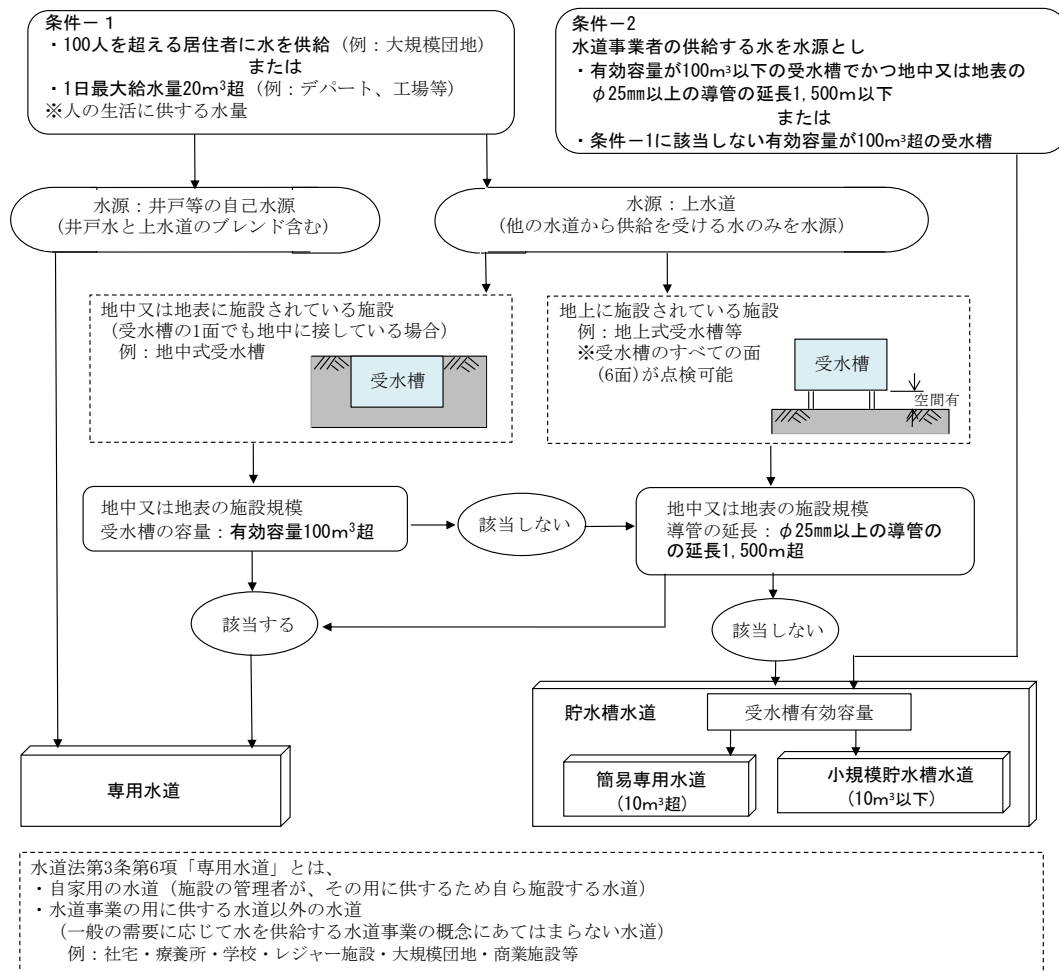 条件－1
・100人を超える居住者に水を供給（例：大規模団地）
または
・1日最大給水量20m³超（例：デパート、工場等）
※人の生活に供する水量
条件－2
水道事業者の供給する水を水源とし
・有効容量が100m³以下の受水槽でかつ地中又は地表の
φ25mm以上の導管の延長1,500m以下
または
・条件－1に該当しない有効容量が100m³超の受水槽
水源：井戸等の自己水源
（井戸水と上水道のブレンド含む）
水源：上水道
（他の水道から供給を受ける水のみを水源）
地中又は地表に施設されている施設
（受水槽の1面でも地中に接している場合）
例：地中式受水槽
受水槽
地上に施設されている施設
例：地上式受水槽等
※受水槽のすべての面
（6面）が点検可能
受水槽
空間有
地中又は地表の施設規模
受水槽の容量：有効容量100m³超
該当しない
地中又は地表の施設規模
導管の延長：φ25mm以上の導管の
の延長1,500m超
該当する
該当しない
貯水槽水道
受水槽有効容量
専用水道
簡易専用水道
（10m³超）
小規模貯水槽水道
（10m³以下）
水道法第3条第6項「専用水道」とは、
・自家用の水道（施設の管理者が、その用に供するため自ら施設する水道）
・水道事業の用に供する水道以外の水道
（一般の需要に応じて水を供給する水道事業の概念にあてはまらない水道）
例：社宅・療養所・学校・レジャー施設・大規模団地・商業施設等